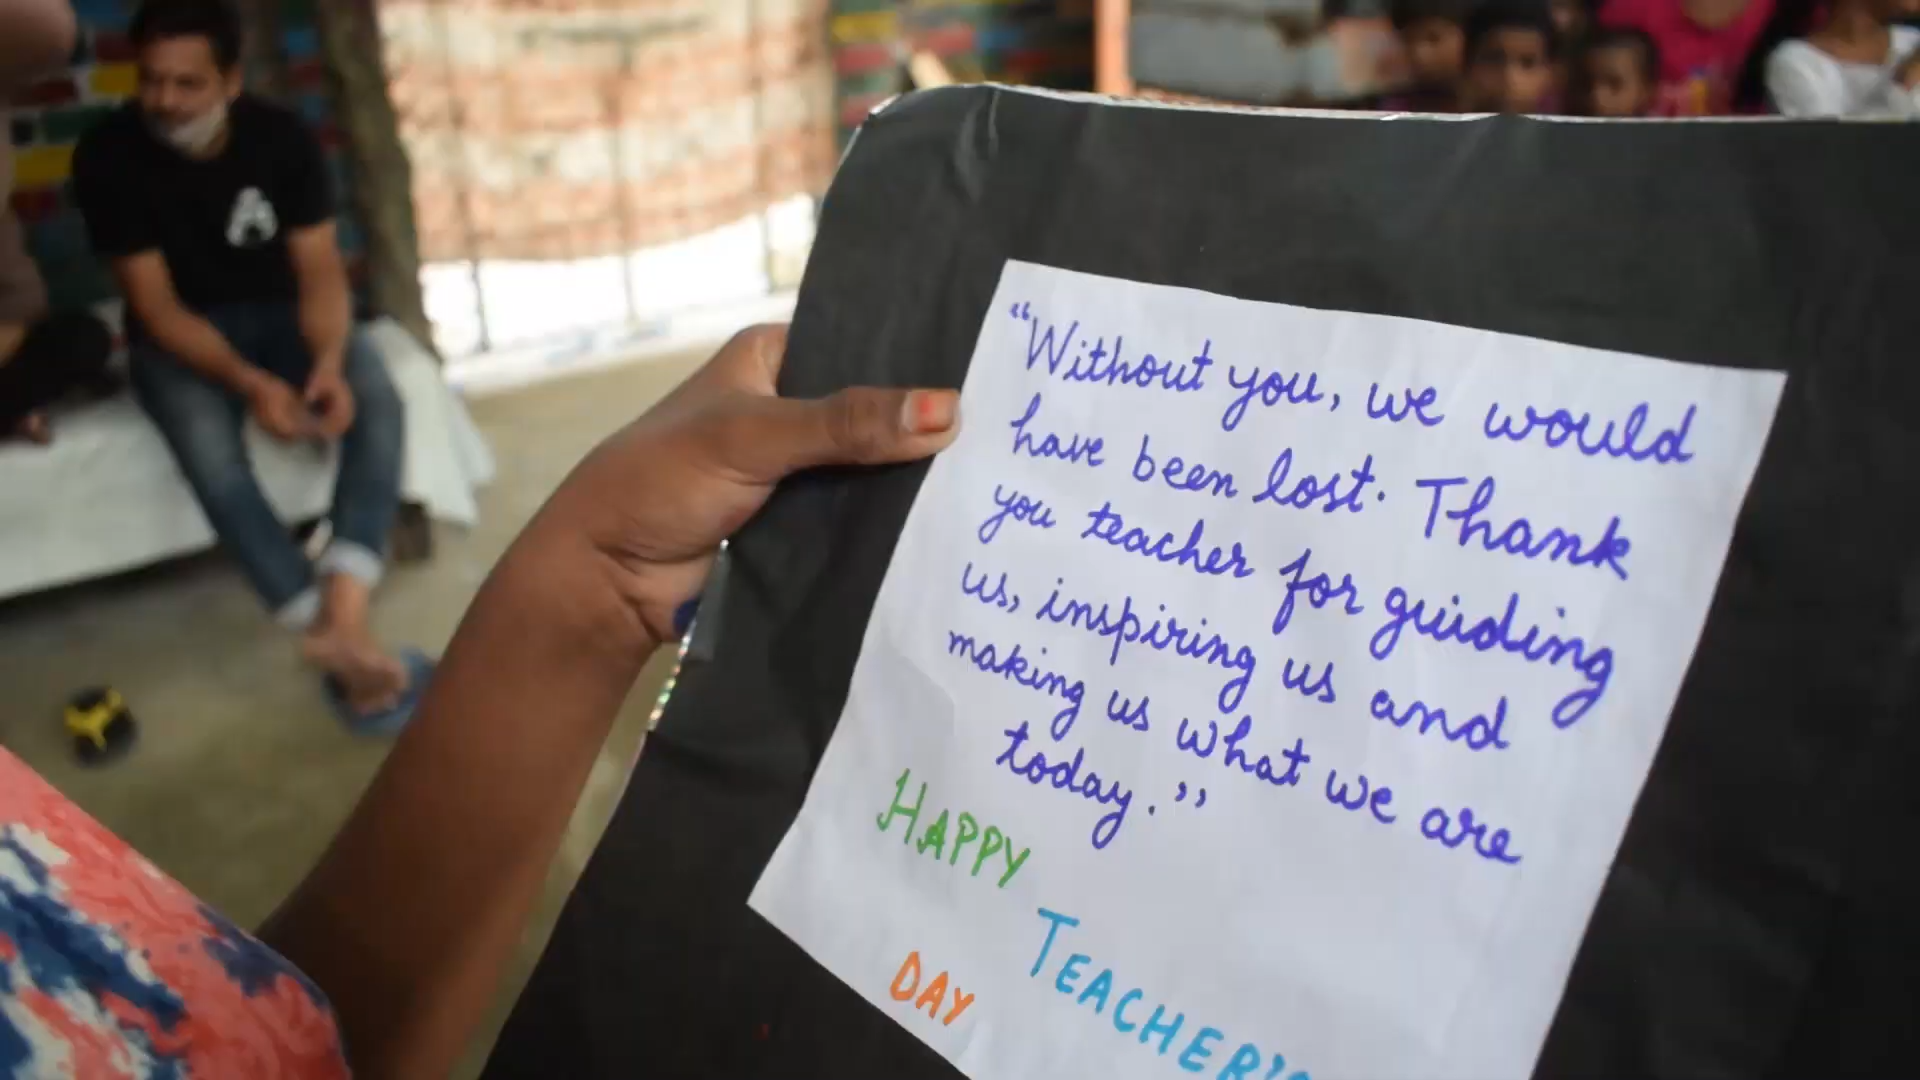 “Without you, we would
have been lost. Thank
you teacher for guiding
us, inspiring us and
making us what we are
today.”
HAPPY
TEACHER'S
DAY